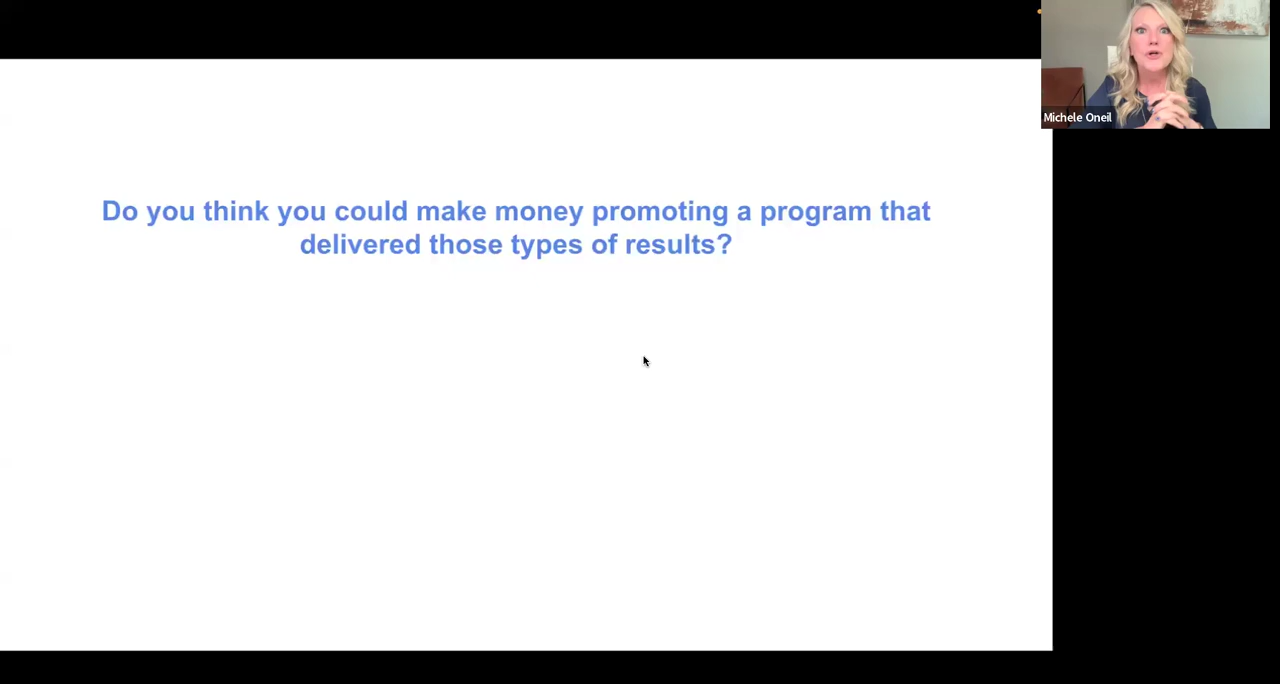 Michele Oneil
Do you think you could make money promoting a program that
delivered those types of results?